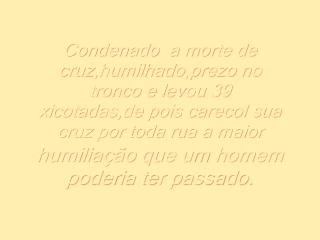 Condenado a morte de
cruz,humilhado,prezo no
tronco e levou 39
xicotadas,de pois carecol sua
cruz por toda rua a maior
humiliação que um homem
poderia ter passado.